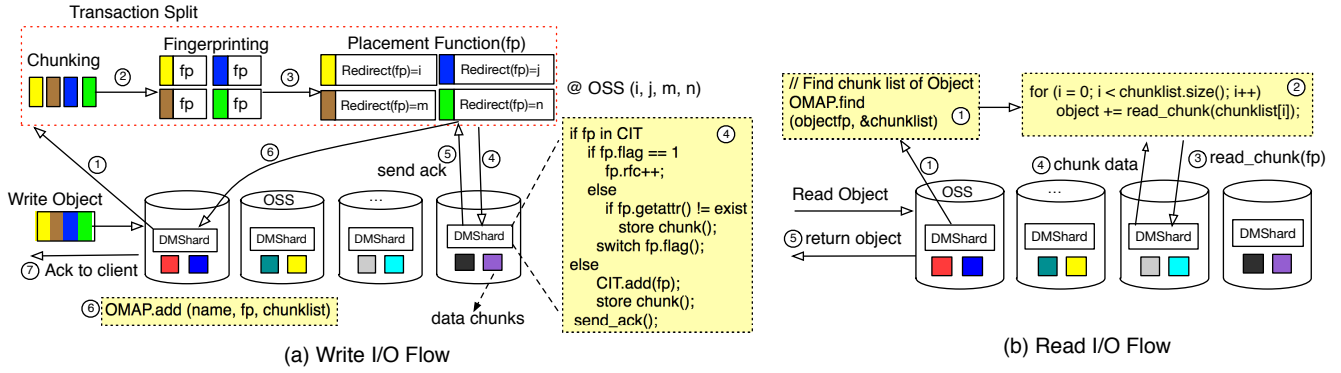 Transaction Split
Chunking
Fingerprinting
Placement Function(fp)
②
fp
fp
fp
fp
③
Redirect(fp)=i
Redirect(fp)=j
Redirect(fp)=m
Redirect(fp)=n
@ OSS (i, j, m, n)
①
⑥
⑤
④
send ack
if fp in CIT
④
if fp.flag == 1
fp.rfc++;
else
if fp.getattr() != exist
store chunk();
switch fp.flag();
else
CIT.add(fp);
store chunk();
send_ack();
Write Object
OSS
...
DMShard
DMShard
DMShard
DMShard
⑦ Ack to client
⑥ OMAP.add (name, fp, chunklist)
data chunks
(a) Write I/O Flow
// Find chunk list of Object
OMAP.find
(objectfp, &chunklist)
①
②
for (i = 0; i < chunklist.size(); i++)
object += read_chunk(chunklist[i]);
①
④ chunk data
③ read_chunk(fp)
Read Object
OSS
...
DMShard
DMShard
DMShard
⑤ return object
(b) Read I/O Flow